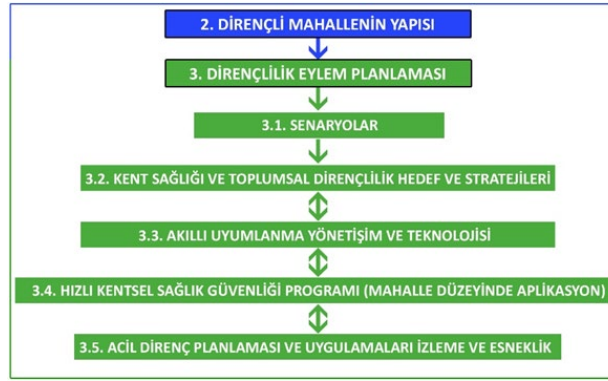 2. DİRENÇLİ MAHALLENİN YAPISI
3. DİRENÇLİLİK EYLEM PLANLAMASI
3.1. SENARYOLAR
3.2. KENT SAĞLIĞI VE TOPLUMSAL DİRENÇLİLİK HEDEF VE STRATEJİLERİ
3.3. AKILLI UYUMLANMA YÖNETİŞİM VE TEKNOLOJİSİ
3.4. HIZLI KENTSEL SAĞLIK GÜVENLİĞİ PROGRAMI (MAHALLE DÜZEYİNDE APLİKASYON)
3.5. ACİL DİRENÇ PLANLAMASI VE UYGULAMALARI İZLEME VE ESNEKLİK